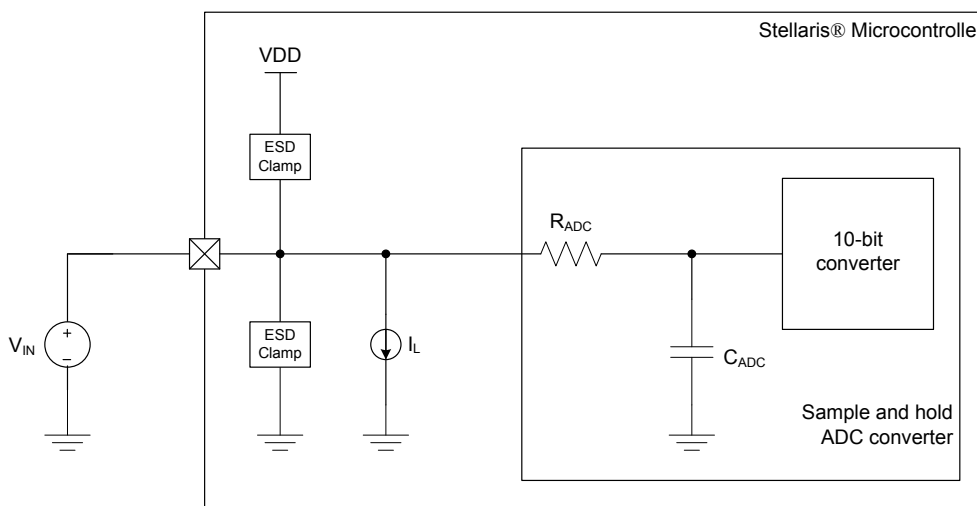 Stellaris® Microcontrolle
VDD
ESD
Clamp
RADC
10-bit
converter
VIN
+
–
ESD
Clamp
IL
CADC
Sample and hold
ADC converter